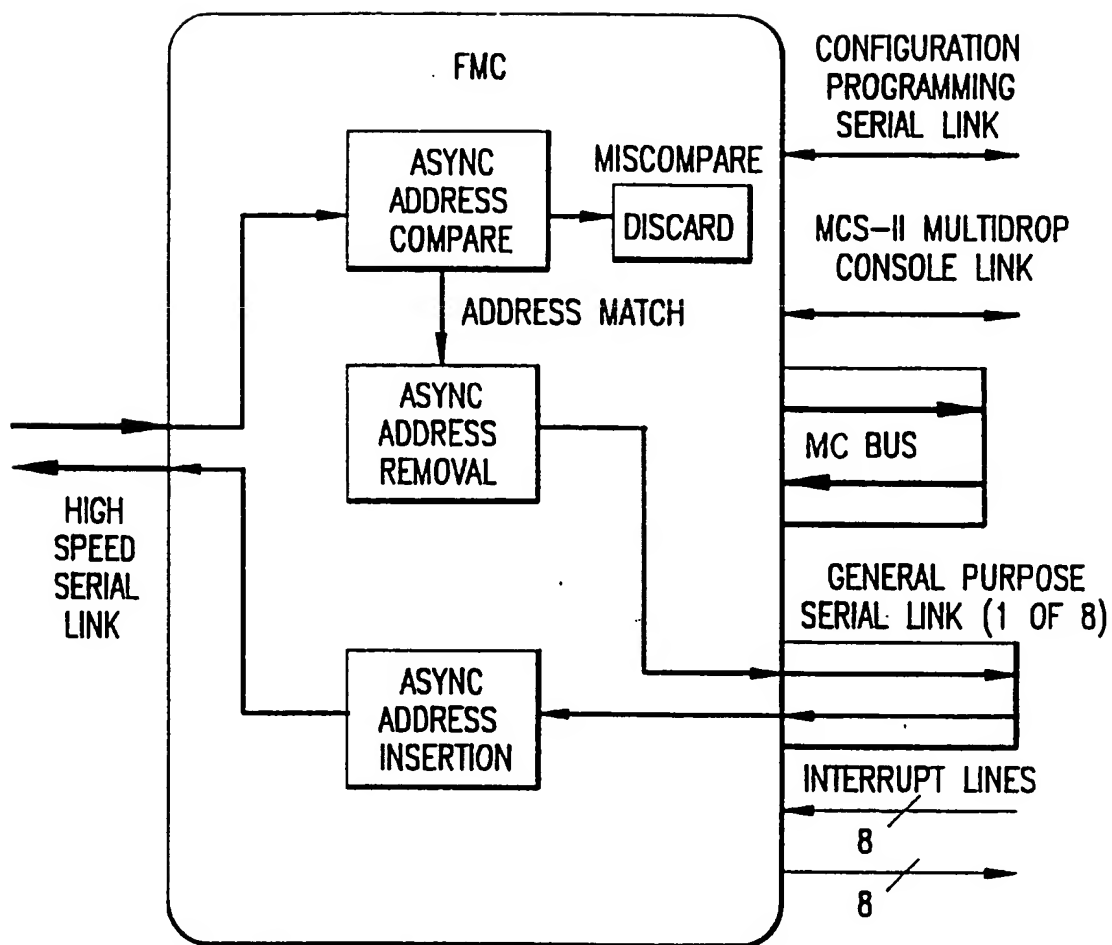 FMC
CONFIGURATION
PROGRAMMING
SERIAL LINK
ASYNC
ADDRESS
COMPARE
MISCOMPARE
DISCARD
MCS-II MULTIDROP
CONSOLE LINK
ADDRESS MATCH
ASYNC
ADDRESS
REMOVAL
MC BUS
HIGH
SPEED
SERIAL
LINK
GENERAL PURPOSE
SERIAL LINK (1 OF 8)
ASYNC
ADDRESS
INSERTION
INTERRUPT LINES
8
8